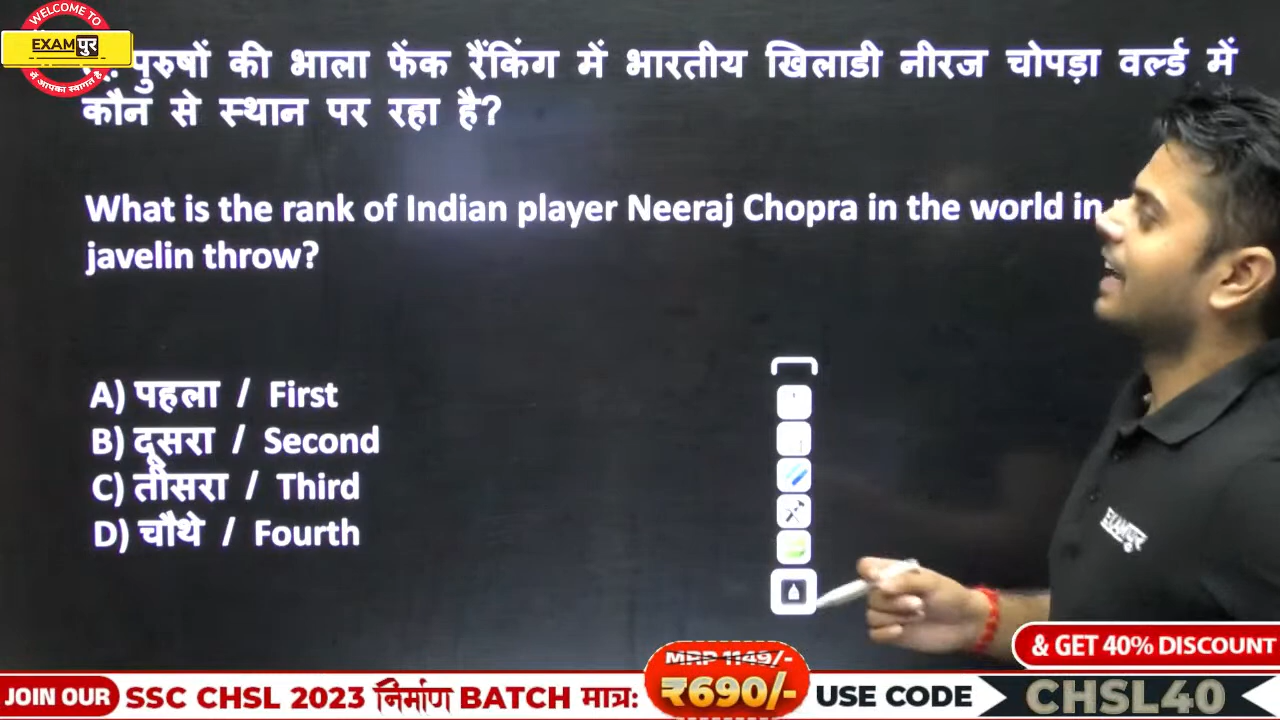 WELCOME TO
EXAMपुर
में आपका स्वागत है
पुरुषों की भाला फेंक रैंकिंग में भारतीय खिलाडी नीरज चोपड़ा वर्ल्ड में
कौन से स्थान पर रहा है?
What is the rank of Indian player Neeraj Chopra in the world in
javelin throw?
A) पहला / First
B) दूसरा / Second
C) तीसरा / Third
D) चौथे / Fourth
EXAMपुर
& GET 40% DISCOUNT
JOIN OUR SSC CHSL 2023 निर्माण BATCH मात्र: MRP 1149/- ₹690/- USE CODE CHSL40